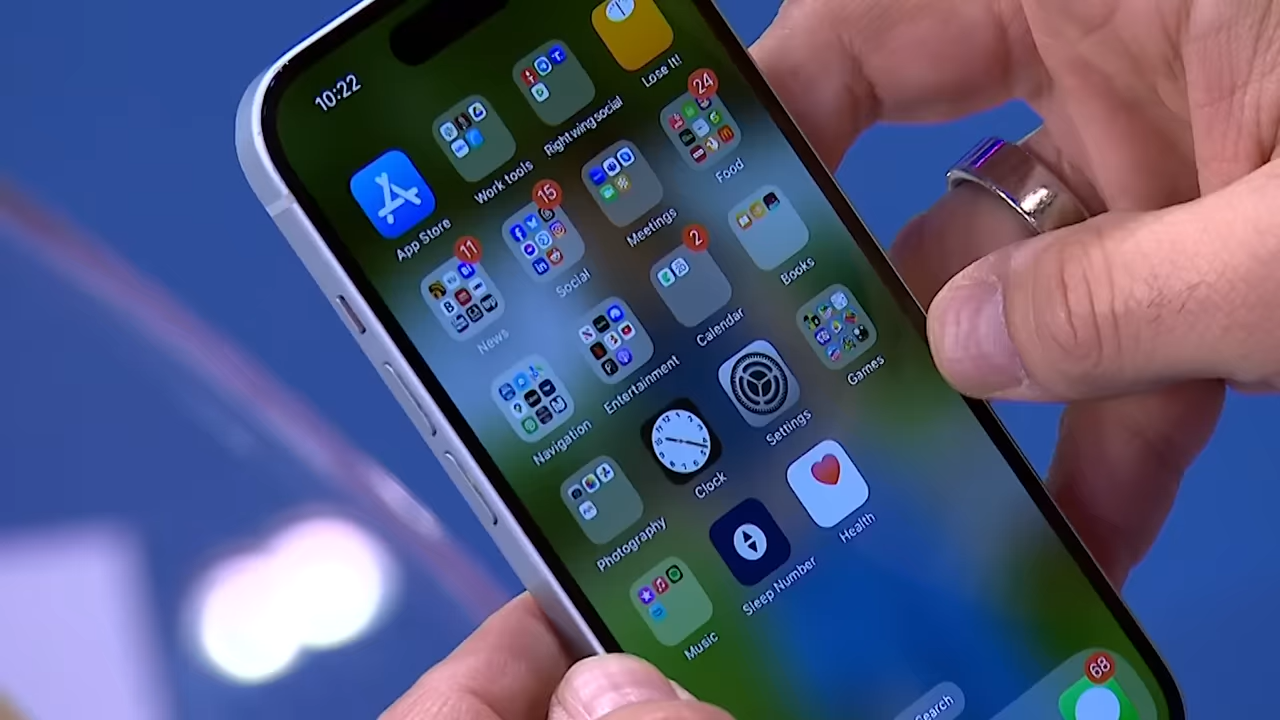 10:22
App Store
Work tools
Right wing social
Lose It!
11
News
15
Social
Meetings
24
Food
Navigation
Entertainment
2
Calendar
Books
Photography
Clock
Settings
Games
Music
Sleep Number
Health
Search
68